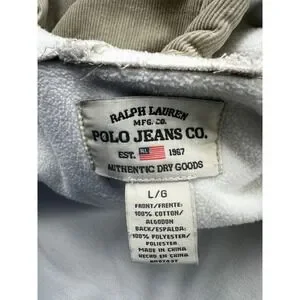 RALPH LAUREN
MFG. CO.
POLO JEANS CO.
EST. RL 1967
AUTHENTIC DRY GOODS
L/G
FRONT/FRENTE:
100% COTTON/
ALGODON
BACK/ESPALDA:
100% POLYESTER/
POLIESTER
MADE IN CHINA
HECHO EN CHINA